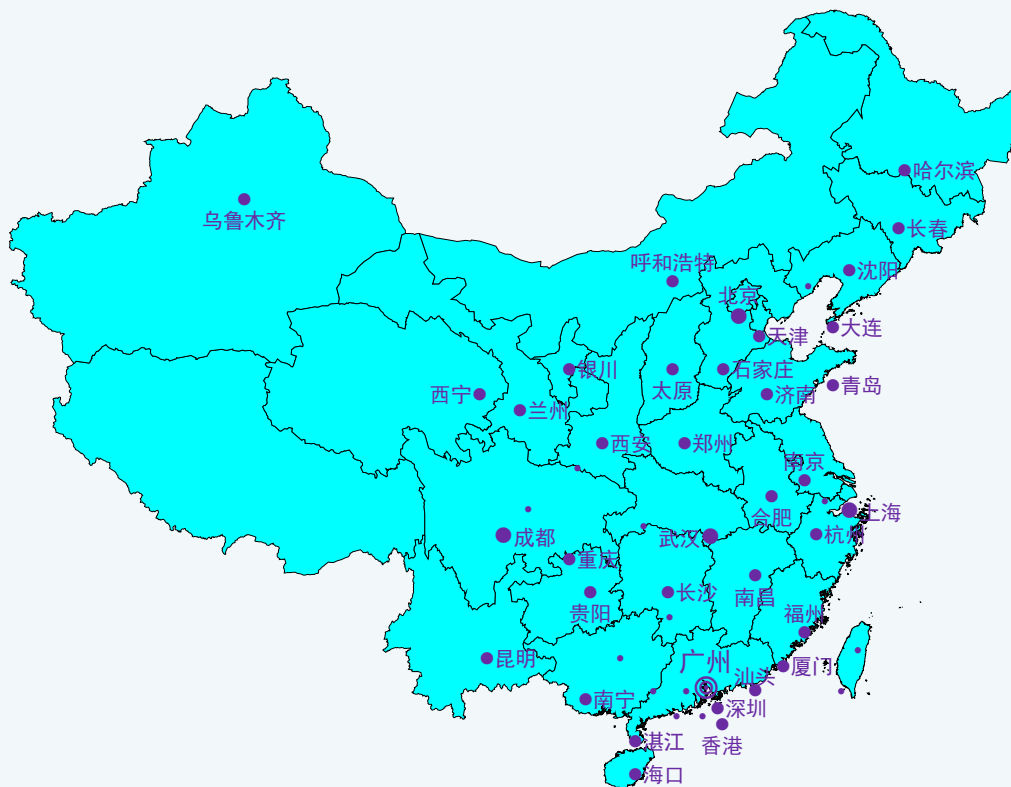 哈尔滨
乌鲁木齐
长春
呼和浩特
沈阳
北京
大连
天津
银川
石家庄
太原
青岛
西宁
济南
兰州
西安
郑州
南京
合肥
上海
成都
武汉
杭州
重庆
长沙
南昌
贵阳
福州
昆明
广州
厦门
汕头
南宁
深圳
湛江
香港
海口